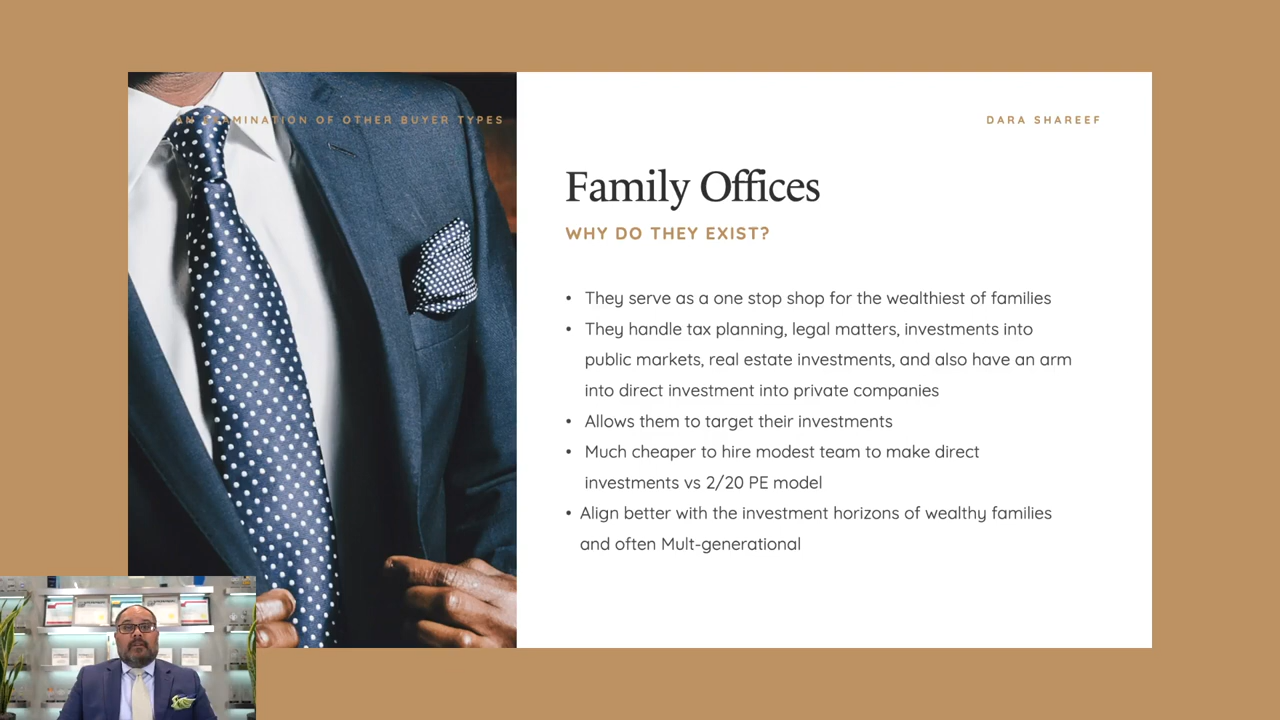 AN EXAMINATION OF OTHER BUYER TYPES
DARA SHAREEF
Family Offices
WHY DO THEY EXIST?
• They serve as a one stop shop for the wealthiest of families
• They handle tax planning, legal matters, investments into
public markets, real estate investments, and also have an arm
into direct investment into private companies
• Allows them to target their investments
• Much cheaper to hire modest team to make direct
investments vs 2/20 PE model
• Align better with the investment horizons of wealthy families
and often Mult-generational